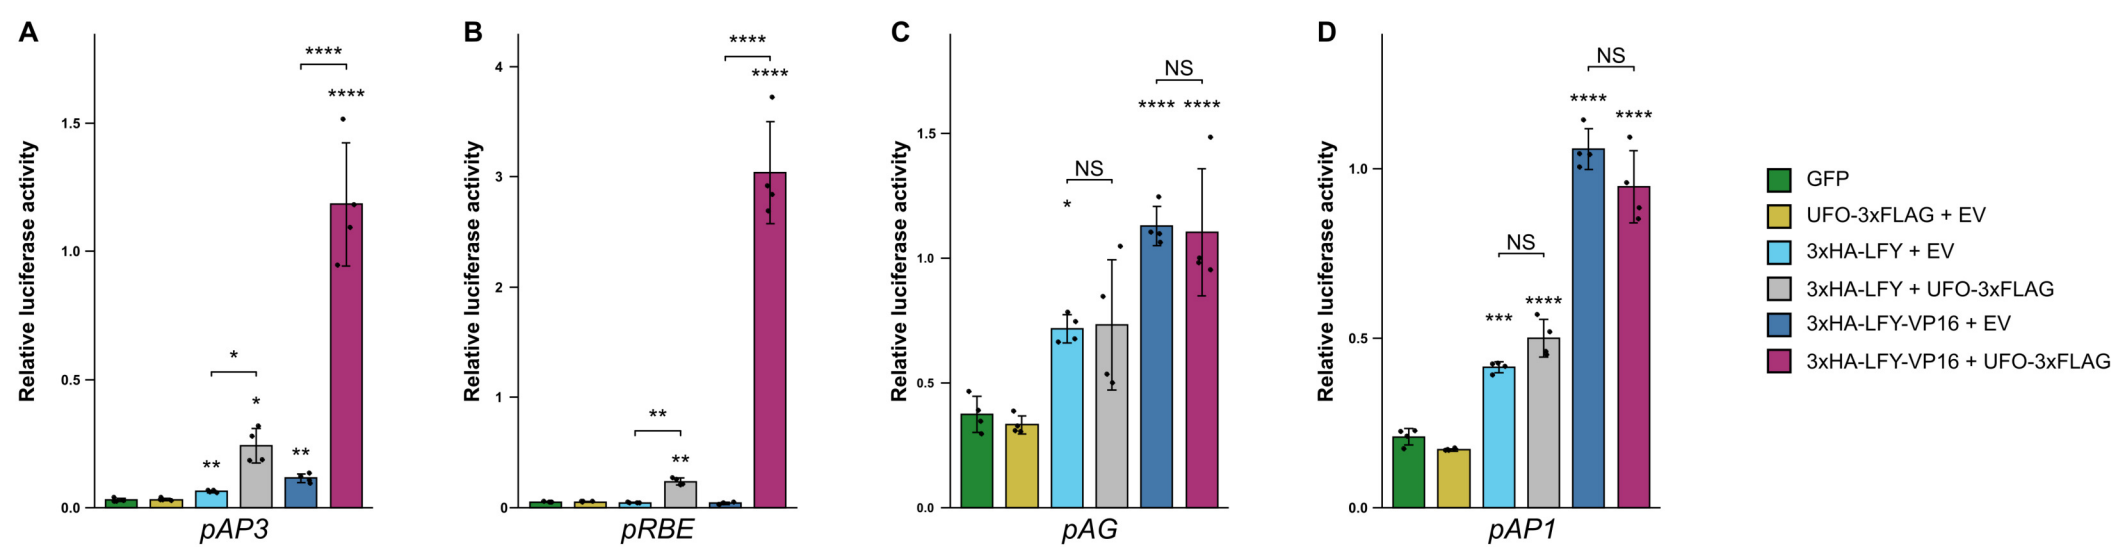 A
Relative luciferase activity
1.5
1.0
0.5
0.0
****
****
*
*
**
**
pAP3
B
Relative luciferase activity
4
3
2
1
0
****
****
**
**
pRBE
C
Relative luciferase activity
1.5
1.0
0.5
0.0
NS
**** ****
NS
*
pAG
D
Relative luciferase activity
1.0
0.5
0.0
NS
****
****
NS
****
***
pAP1
GFP
UFO-3xFLAG + EV
3xHA-LFY + EV
3xHA-LFY + UFO-3xFLAG
3xHA-LFY-VP16 + EV
3xHA-LFY-VP16 + UFO-3xFLAG